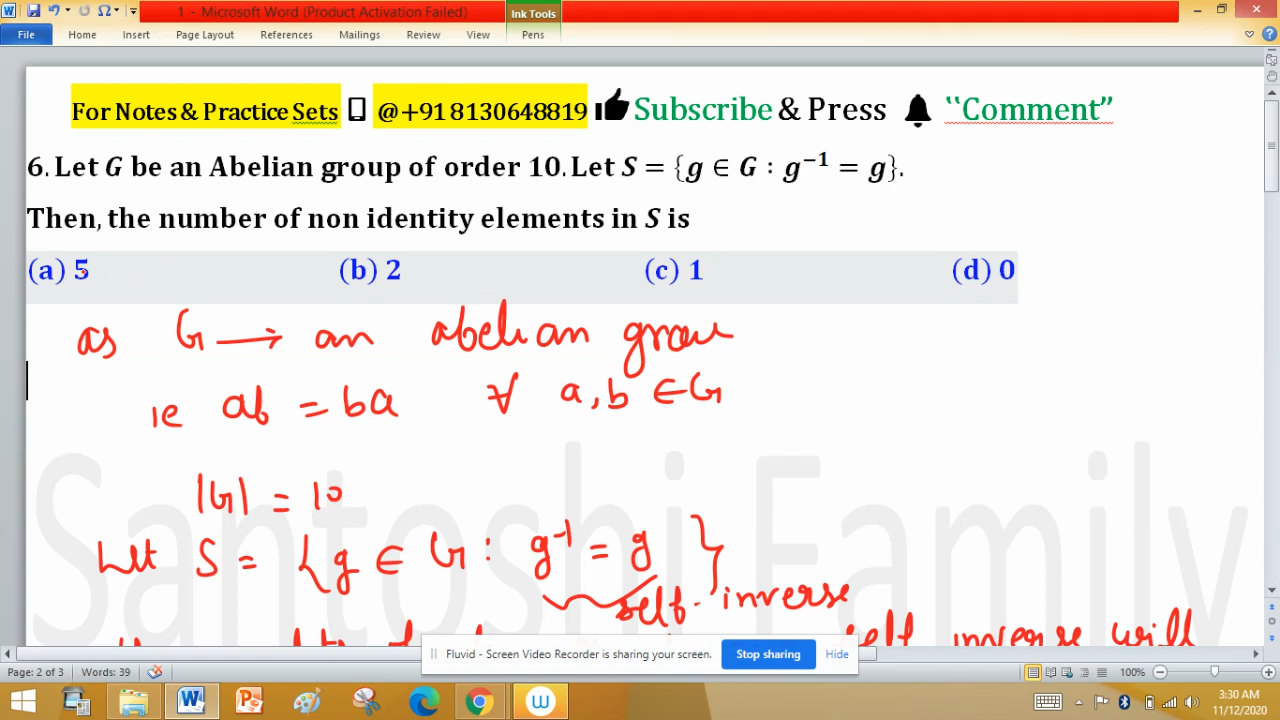 1 - Microsoft Word (Product Activation Failed)
Ink Tools
File Home Insert Page Layout References Mailings Review View Pens
For Notes & Practice Sets @+91 8130648819 Subscribe & Press "Comment"
6. Let G be an Abelian group of order 10. Let S = {g ∈ G : g⁻¹ = g}.
Then, the number of non identity elements in S is
(a) 5 (b) 2 (c) 1 (d) 0
as G → an abelian
ie ab = ba ∀ a, b ∈ G
|G| = 10
Let S = {g ∈ G : g⁻¹ = g}
self-inverse
self inverse will
Santoshi Family
Fluvid - Screen Video Recorder is sharing your screen. Stop sharing Hide
Page: 2 of 3 Words: 39 100%
3:30 AM
11/12/2020